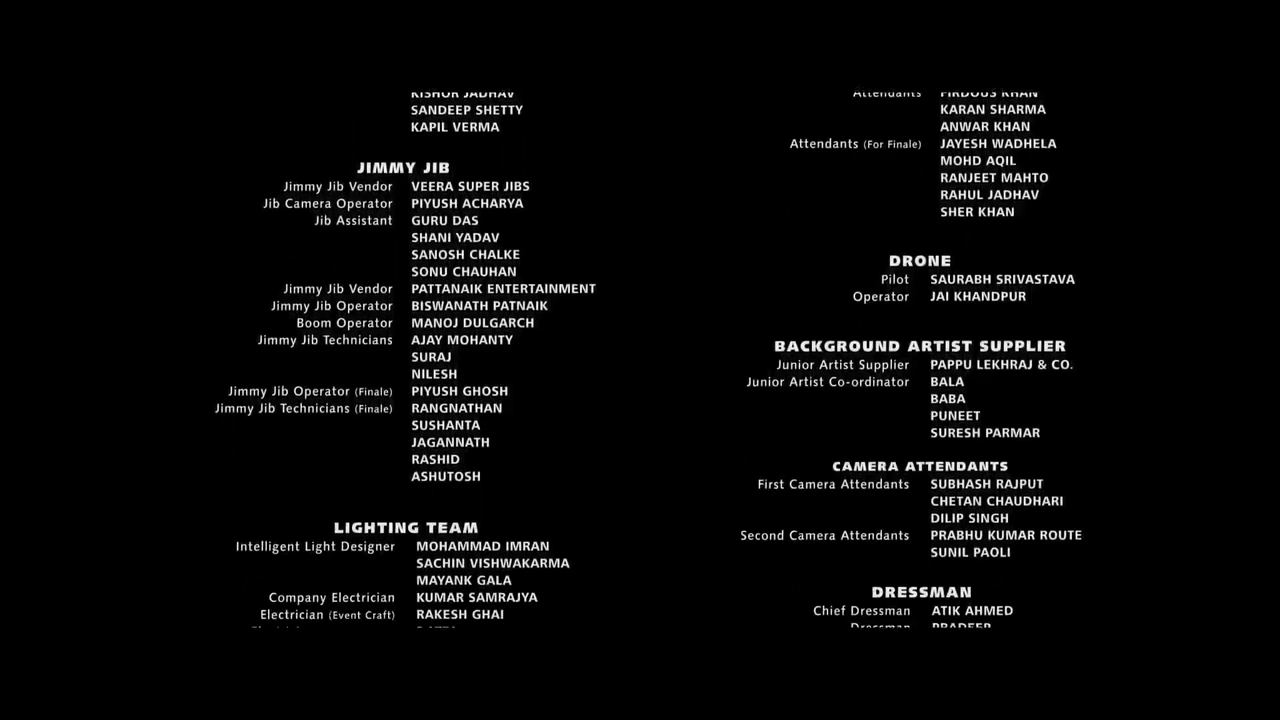 KISHOR JADHAV
SANDEEP SHETTY
KAPIL VERMA
JIMMY JIB
Jimmy Jib Vendor VEERA SUPER JIBS
Jib Camera Operator PIYUSH ACHARYA
Jib Assistant GURU DAS
SHANI YADAV
SANOSH CHALKE
SONU CHAUHAN
Jimmy Jib Vendor PATTANAIK ENTERTAINMENT
Jimmy Jib Operator BISWANATH PATNAIK
Boom Operator MANOJ DULGARCH
Jimmy Jib Technicians AJAY MOHANTY
SURAJ
NILESH
Jimmy Jib Operator (Finale) PIYUSH GHOSH
Jimmy Jib Technicians (Finale) RANGNATHAN
SUSHANTA
JAGANNATH
RASHID
ASHUTOSH
LIGHTING TEAM
Intelligent Light Designer MOHAMMAD IMRAN
SACHIN VISHWAKARMA
MAYANK GALA
Company Electrician KUMAR SAMRAJYA
Electrician (Event Craft) RAKESH GHAI
Attendants FIRDOUS KHAN
KARAN SHARMA
ANWAR KHAN
Attendants (For Finale) JAYESH WADHELA
MOHD AQIL
RANJEET MAHTO
RAHUL JADHAV
SHER KHAN
DRONE
Pilot SAURABH SRIVASTAVA
Operator JAI KHANDPUR
BACKGROUND ARTIST SUPPLIER
Junior Artist Supplier PAPPU LEKHRAJ & CO.
Junior Artist Co-ordinator BALA
BABA
PUNEET
SURESH PARMAR
CAMERA ATTENDANTS
First Camera Attendants SUBHASH RAJPUT
CHETAN CHAUDHARI
DILIP SINGH
Second Camera Attendants PRABHU KUMAR ROUTE
SUNIL PAOLI
DRESSMAN
Chief Dressman ATIK AHMED
Dressman PRADEEP